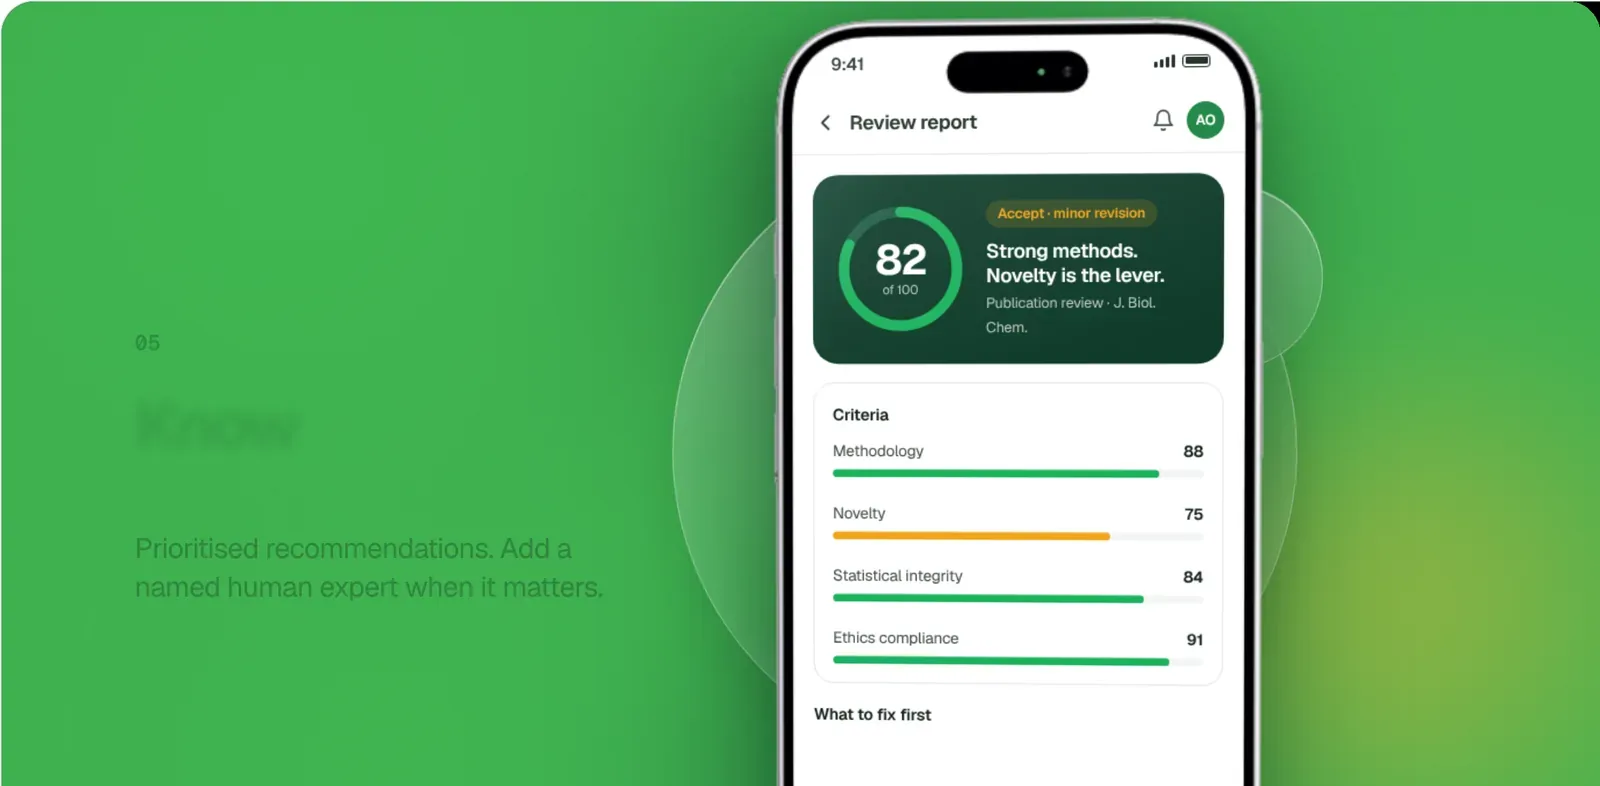 05
Know
Prioritised recommendations. Add a
named human expert when it matters.
9:41
Review report
AO
82
of 100
Accept · minor revision
Strong methods.
Novelty is the lever.
Publication review · J. Biol.
Chem.
Criteria
Methodology 88
Novelty 75
Statistical integrity 84
Ethics compliance 91
What to fix first